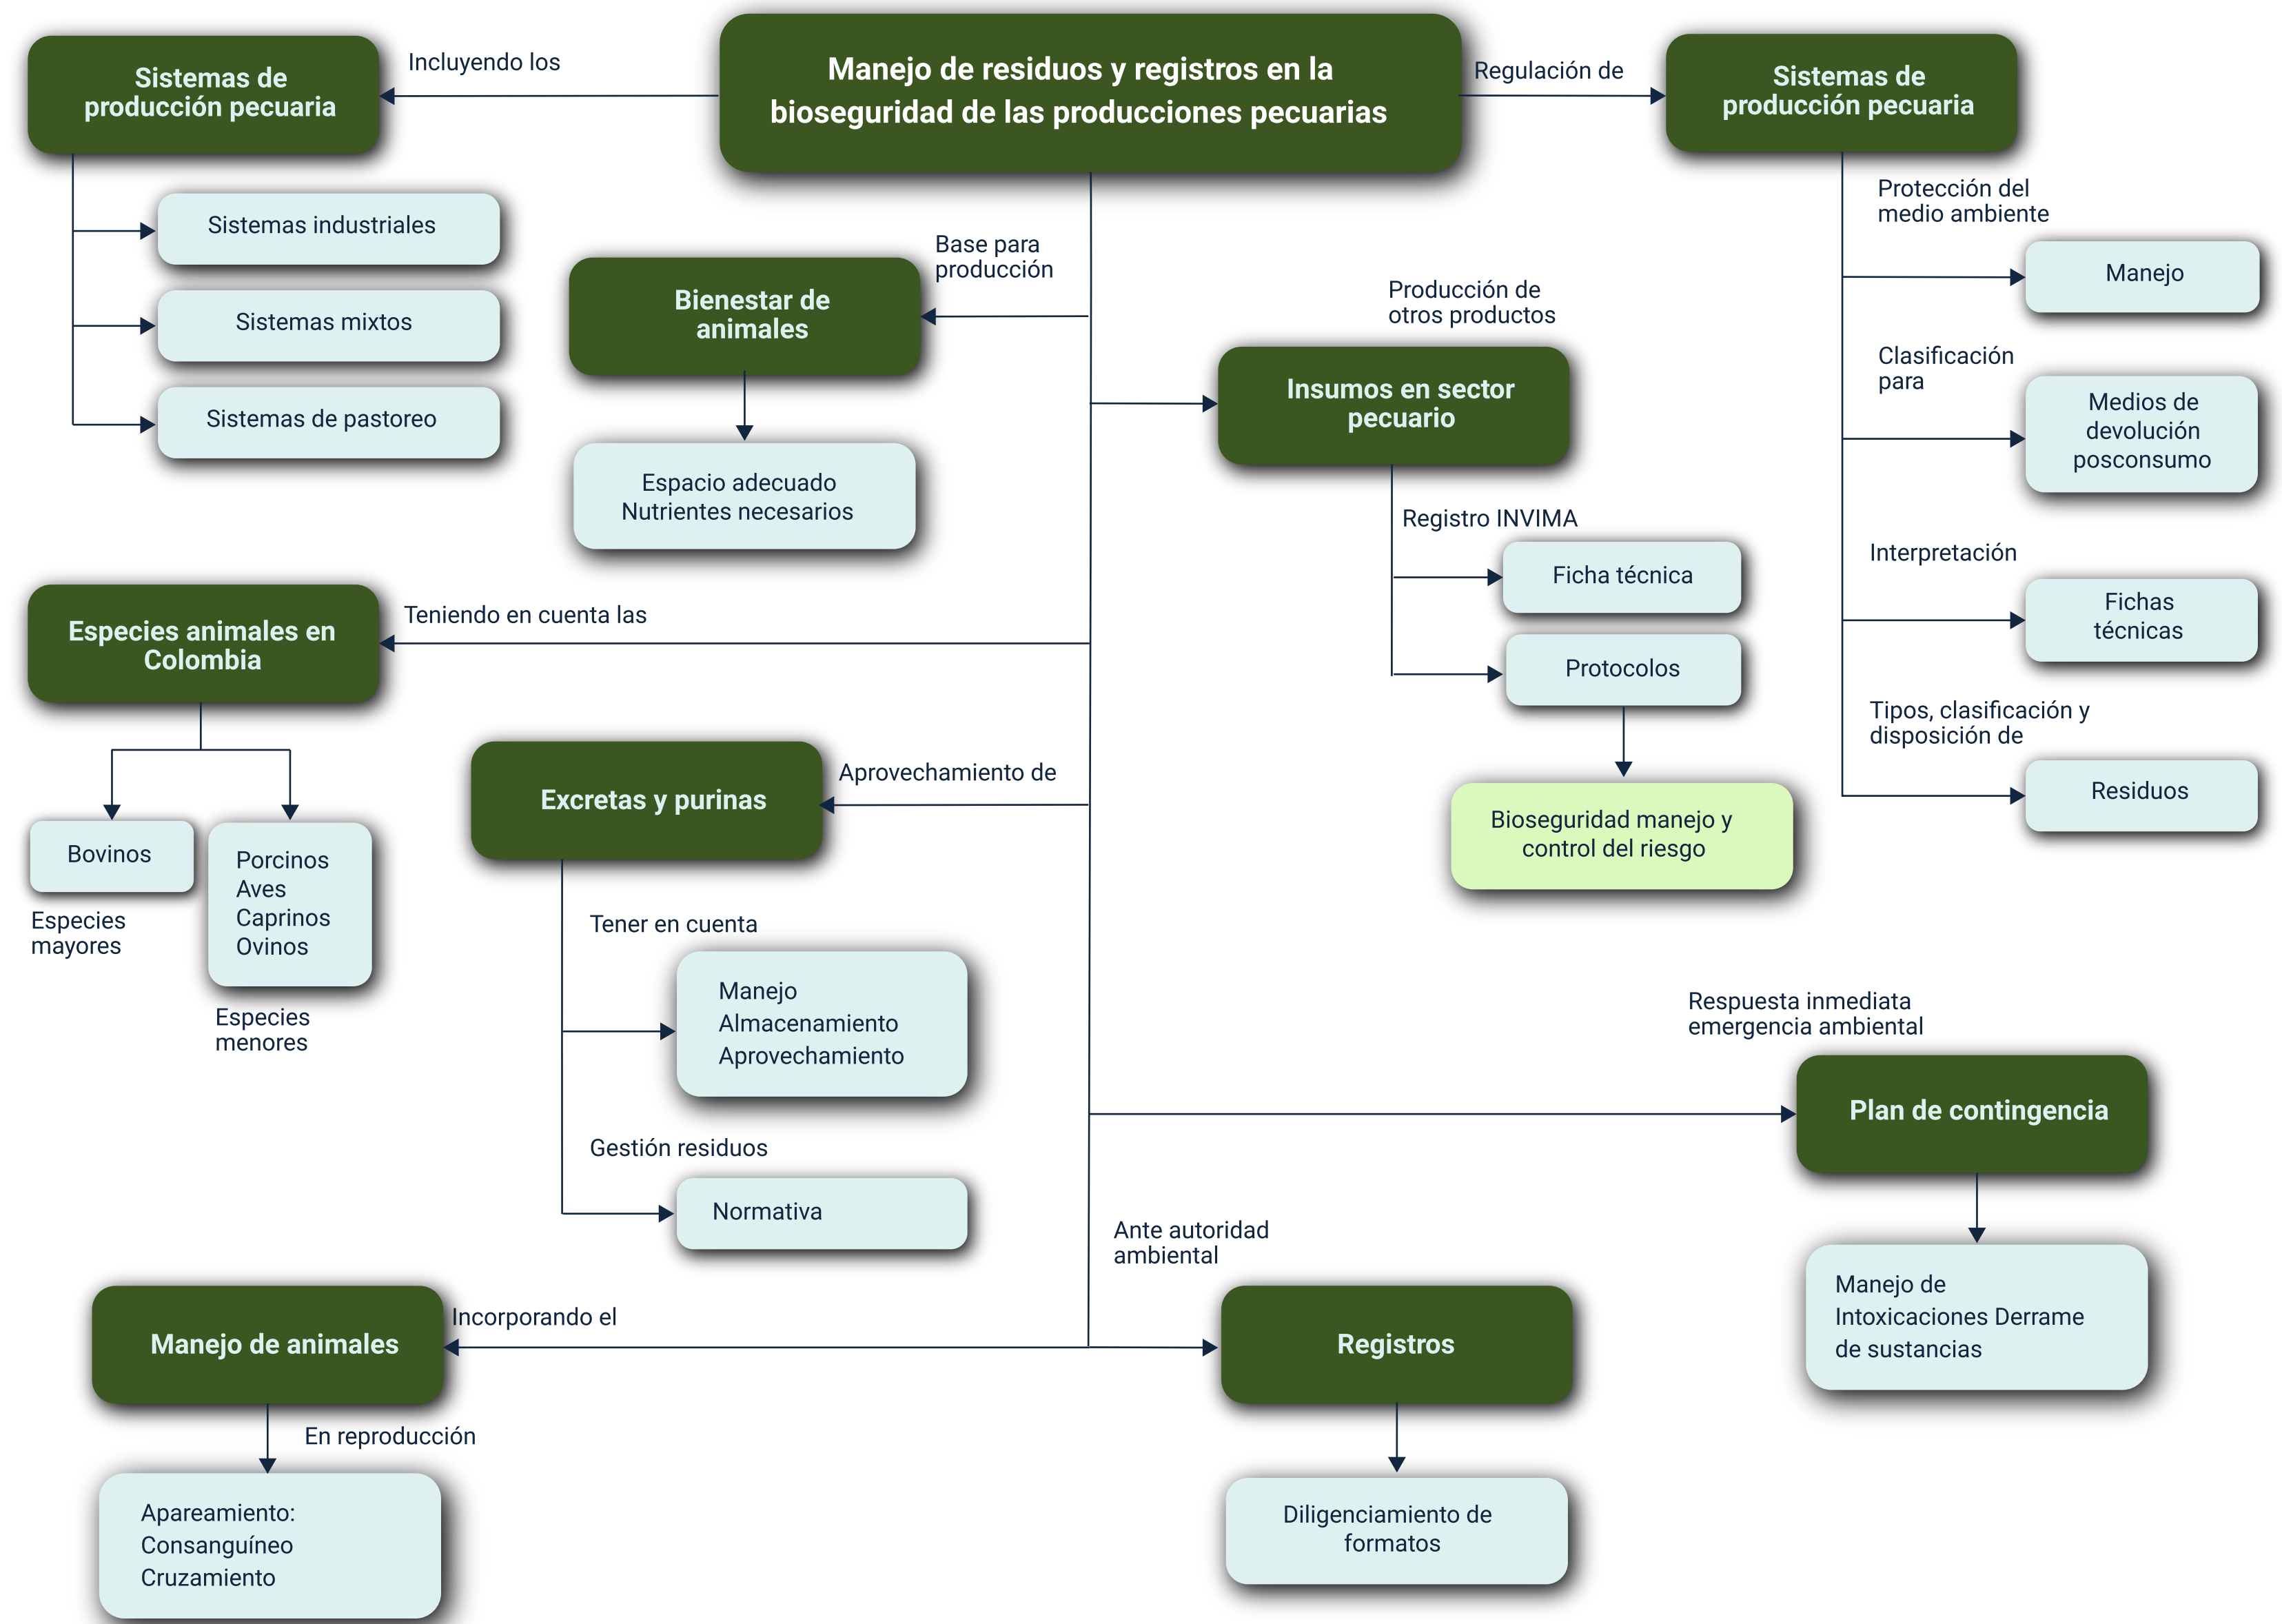 Manejo de residuos y registros en la
bioseguridad de las producciones pecuarias
Incluyendo los
Sistemas de
producción pecuaria
Sistemas industriales
Sistemas mixtos
Sistemas de pastoreo
Regulación de
Sistemas de
producción pecuaria
Protección del
medio ambiente
Manejo
Clasificación
para
Medios de
devolución
posconsumo
Interpretación
Fichas
técnicas
Tipos, clasificación y
disposición de
Residuos
Base para
producción
Bienestar de
animales
Espacio adecuado
Nutrientes necesarios
Producción de
otros productos
Insumos en sector
pecuario
Registro INVIMA
Ficha técnica
Protocolos
Bioseguridad manejo y
control del riesgo
Teniendo en cuenta las
Especies animales en
Colombia
Bovinos
Especies
mayores
Porcinos
Aves
Caprinos
Ovinos
Especies
menores
Aprovechamiento de
Excretas y purinas
Tener en cuenta
Manejo
Almacenamiento
Aprovechamiento
Gestión residuos
Normativa
Respuesta inmediata
emergencia ambiental
Plan de contingencia
Manejo de
Intoxicaciones Derrame
de sustancias
Incorporando el
Manejo de animales
En reproducción
Apareamiento:
Consanguíneo
Cruzamiento
Ante autoridad
ambiental
Registros
Diligenciamiento de
formatos